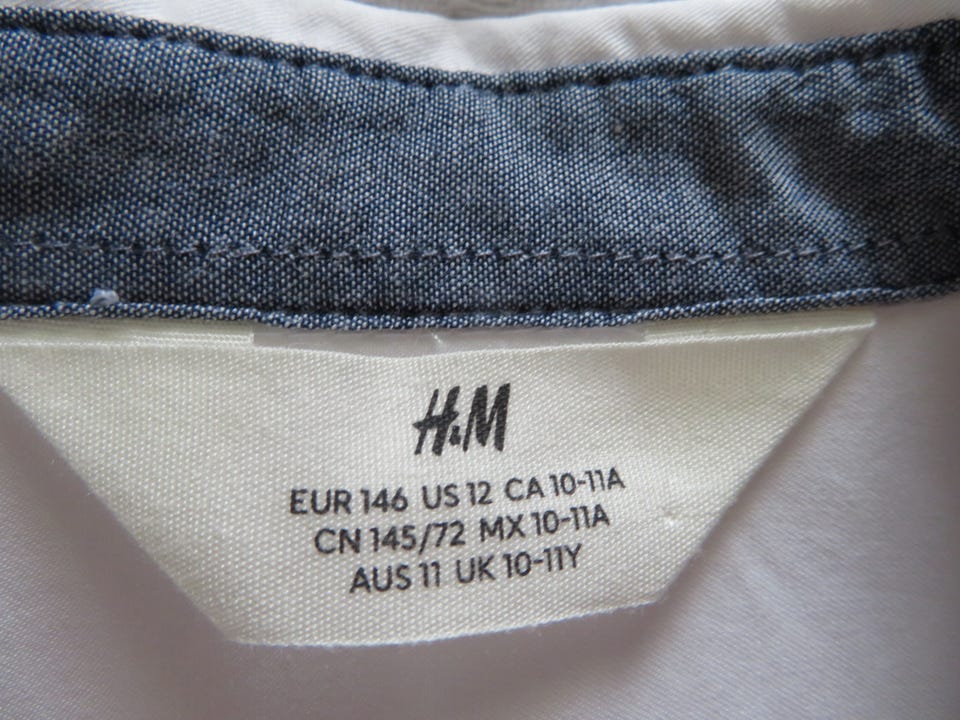 H&M
EUR 146 US 12 CA 10-11A
CN 145/72 MX 10-11A
AUS 11 UK 10-11Y